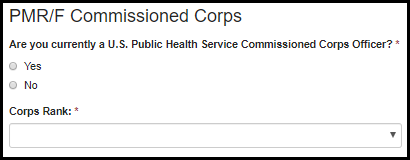 PMR/F Commissioned Corps
Are you currently a U.S. Public Health Service Commissioned Corps Officer? *
Yes
No
Corps Rank: *